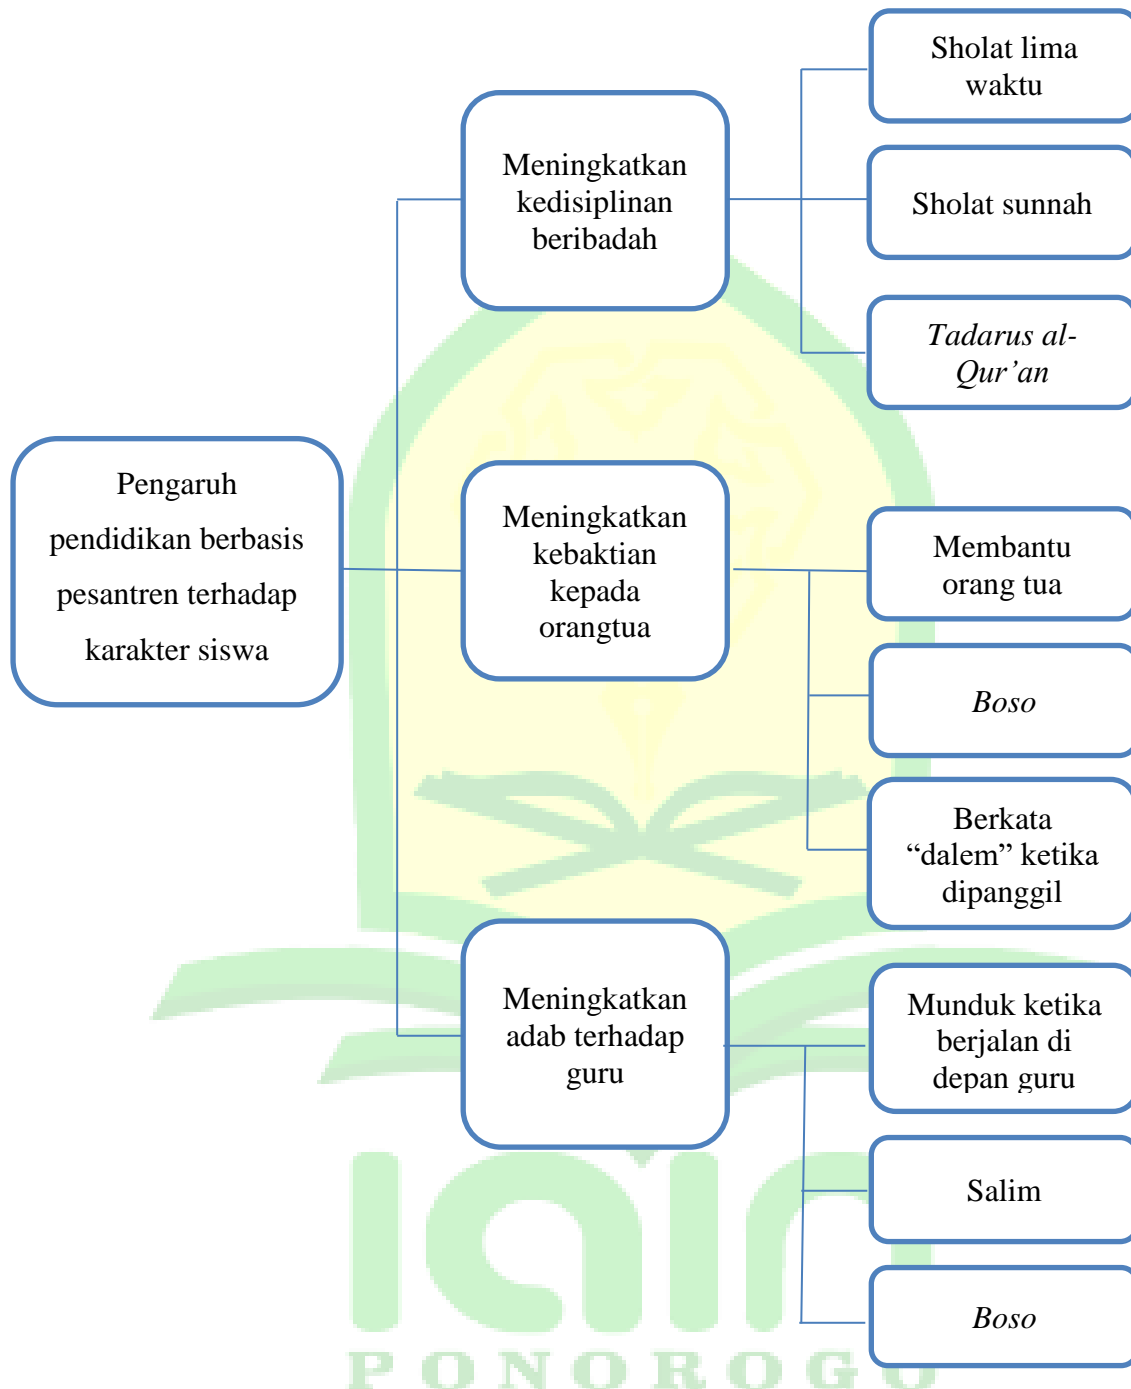 Pengaruh
pendidikan berbasis
pesantren terhadap
karakter siswa
Meningkatkan
kedisiplinan
beribadah
Sholat lima
waktu
Sholat sunnah
Tadarus al-
Qur’an
Meningkatkan
kebaktian
kepada
orangtua
Membantu
orang tua
Boso
Berkata
“dalem” ketika
dipanggil
Meningkatkan
adab terhadap
guru
Munduk ketika
berjalan di
depan guru
Salim
Boso
iain
PONOROGO